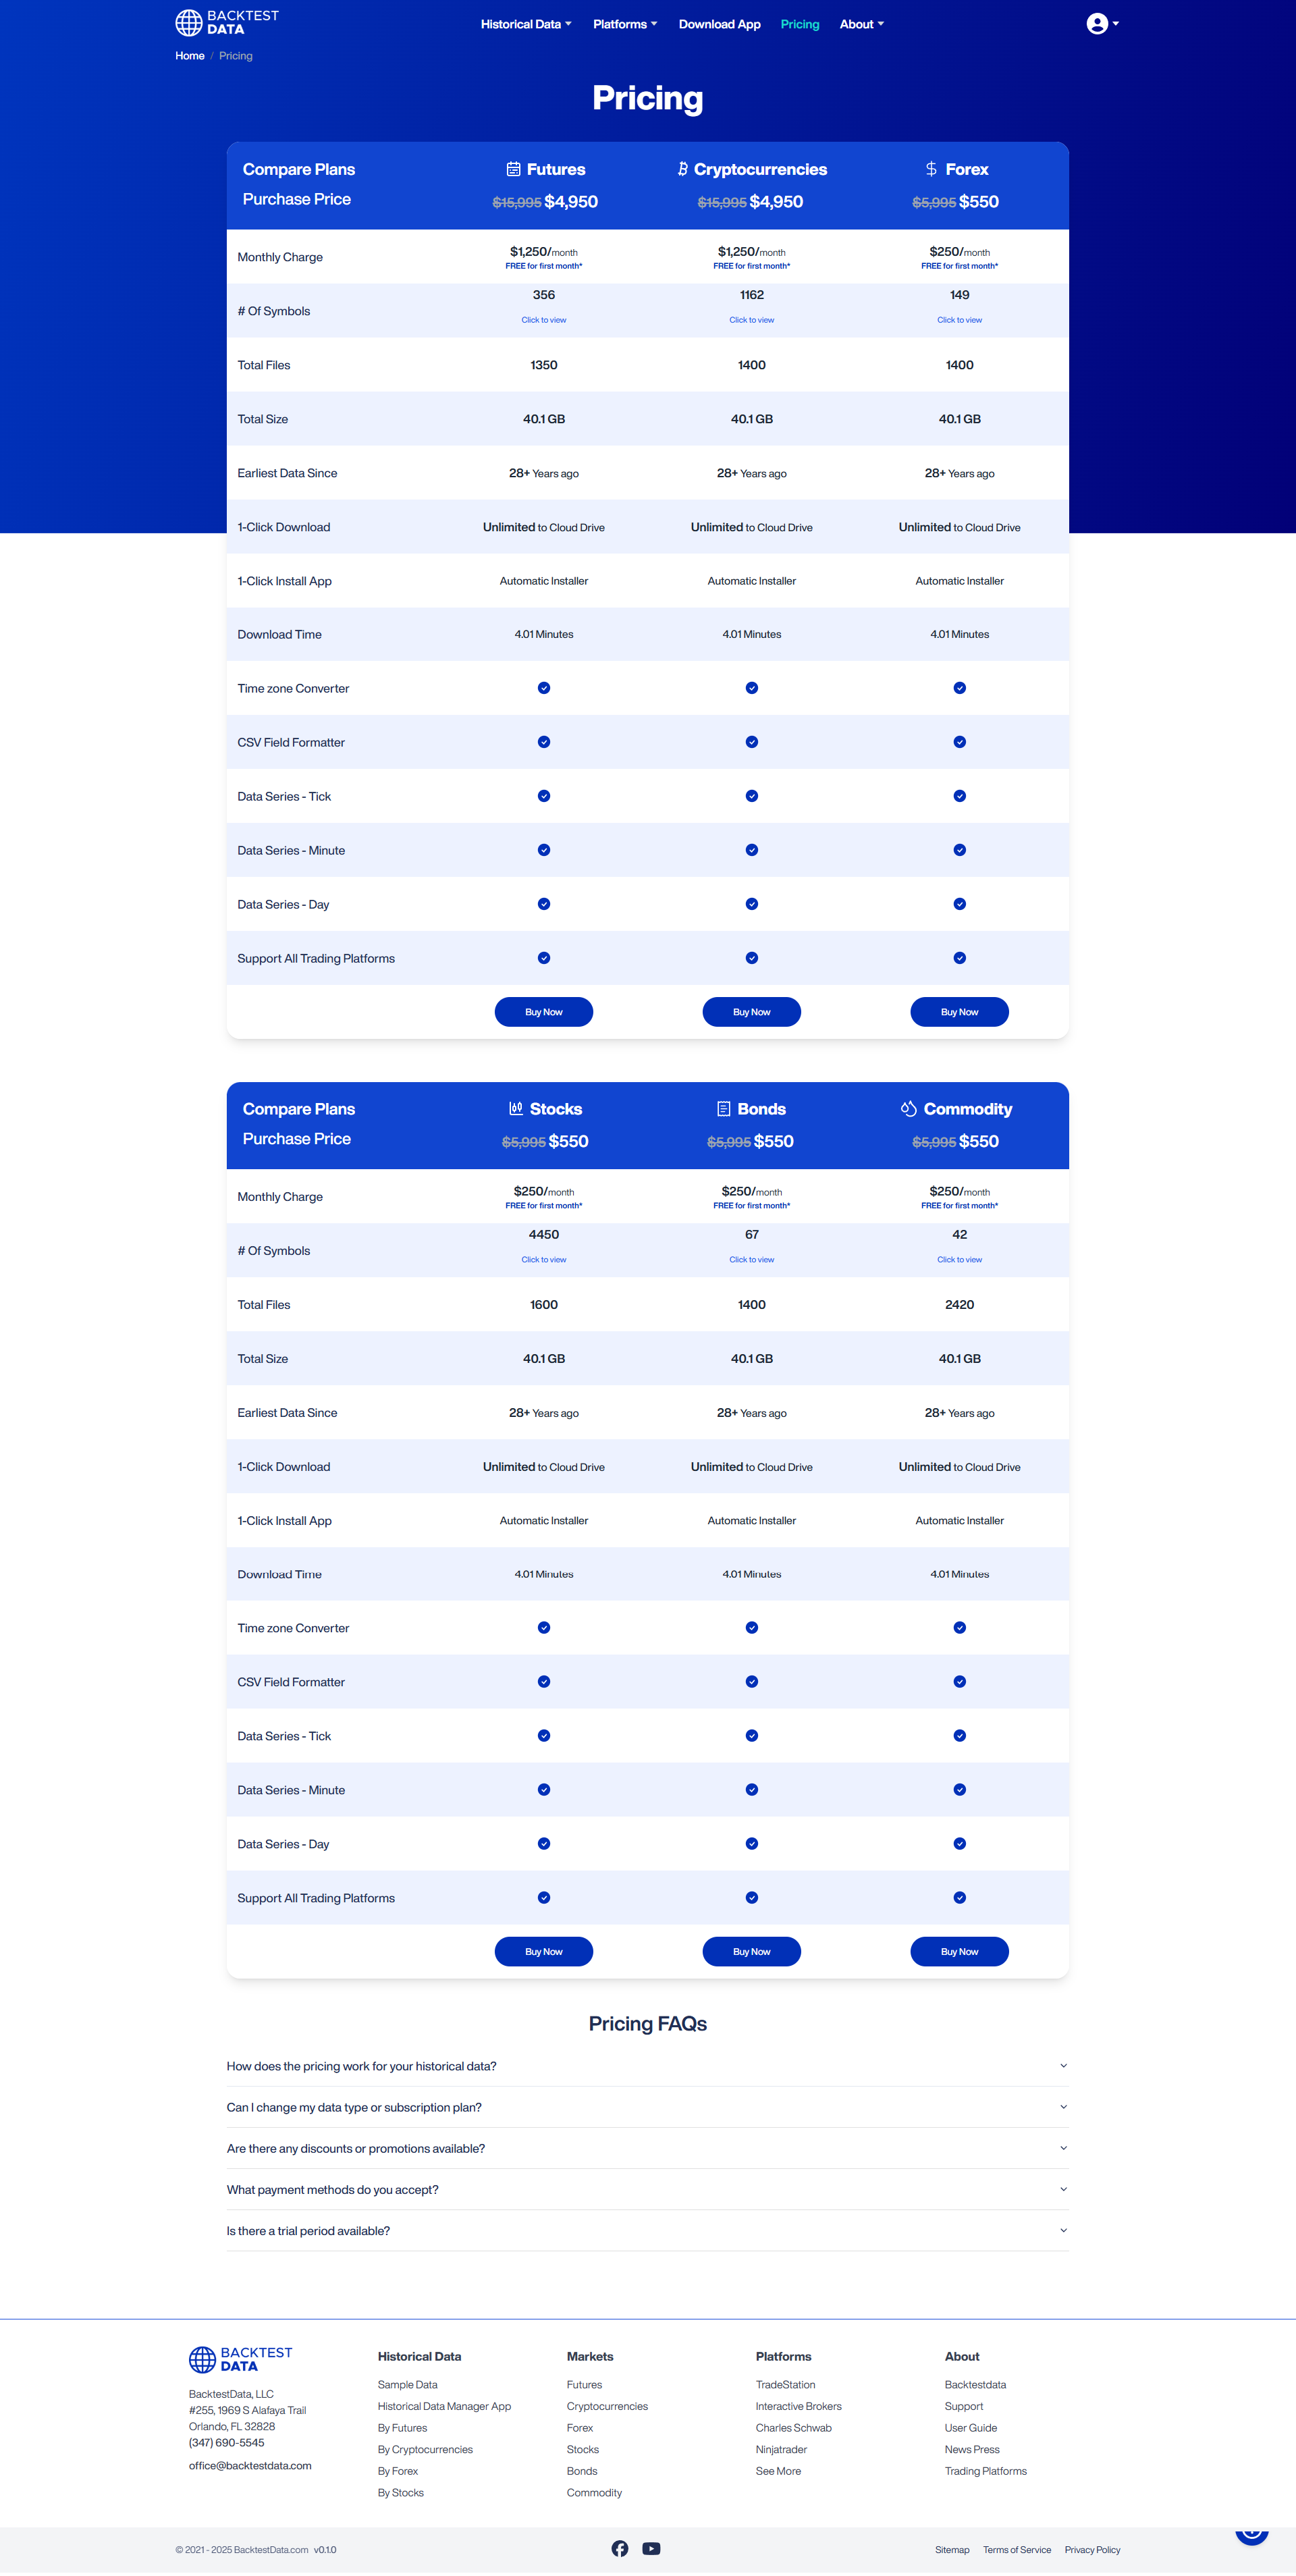 BACKTEST
DATA
Historical Data Platforms Download App Pricing About
Home / Pricing
Pricing
Compare Plans Futures Cryptocurrencies Forex
Purchase Price $15,995 $4,950 $15,995 $4,950 $5,995 $550
Monthly Charge $1,250/month $1,250/month $250/month
FREE for first month* FREE for first month* FREE for first month*
# Of Symbols 356 1162 149
Click to view Click to view Click to view
Total Files 1350 1400 1400
Total Size 40.1 GB 40.1 GB 40.1 GB
Earliest Data Since 28+ Years ago 28+ Years ago 28+ Years ago
1-Click Download Unlimited to Cloud Drive Unlimited to Cloud Drive Unlimited to Cloud Drive
1-Click Install App Automatic Installer Automatic Installer Automatic Installer
Download Time 4.01 Minutes 4.01 Minutes 4.01 Minutes
Time zone Converter
CSV Field Formatter
Data Series - Tick
Data Series - Minute
Data Series - Day
Support All Trading Platforms
Buy Now Buy Now Buy Now
Compare Plans Stocks Bonds Commodity
Purchase Price $5,995 $550 $5,995 $550 $5,995 $550
Monthly Charge $250/month $250/month $250/month
FREE for first month* FREE for first month* FREE for first month*
# Of Symbols 4450 67 42
Click to view Click to view Click to view
Total Files 1600 1400 2420
Total Size 40.1 GB 40.1 GB 40.1 GB
Earliest Data Since 28+ Years ago 28+ Years ago 28+ Years ago
1-Click Download Unlimited to Cloud Drive Unlimited to Cloud Drive Unlimited to Cloud Drive
1-Click Install App Automatic Installer Automatic Installer Automatic Installer
Download Time 4.01 Minutes 4.01 Minutes 4.01 Minutes
Time zone Converter
CSV Field Formatter
Data Series - Tick
Data Series - Minute
Data Series - Day
Support All Trading Platforms
Buy Now Buy Now Buy Now
Pricing FAQs
How does the pricing work for your historical data?
Can I change my data type or subscription plan?
Are there any discounts or promotions available?
What payment methods do you accept?
Is there a trial period available?
BACKTEST
DATA
BacktestData, LLC
#255, 1969 S Alafaya Trail
Orlando, FL 32828
(347) 690-5545
office@backtestdata.com
Historical Data
Sample Data
Historical Data Manager App
By Futures
By Cryptocurrencies
By Forex
By Stocks
Markets
Futures
Cryptocurrencies
Forex
Stocks
Bonds
Commodity
Platforms
TradeStation
Interactive Brokers
Charles Schwab
Ninjatrader
See More
About
Backtestdata
Support
User Guide
News Press
Trading Platforms
© 2021 - 2025 BacktestData.com v0.1.0
Sitemap Terms of Service Privacy Policy